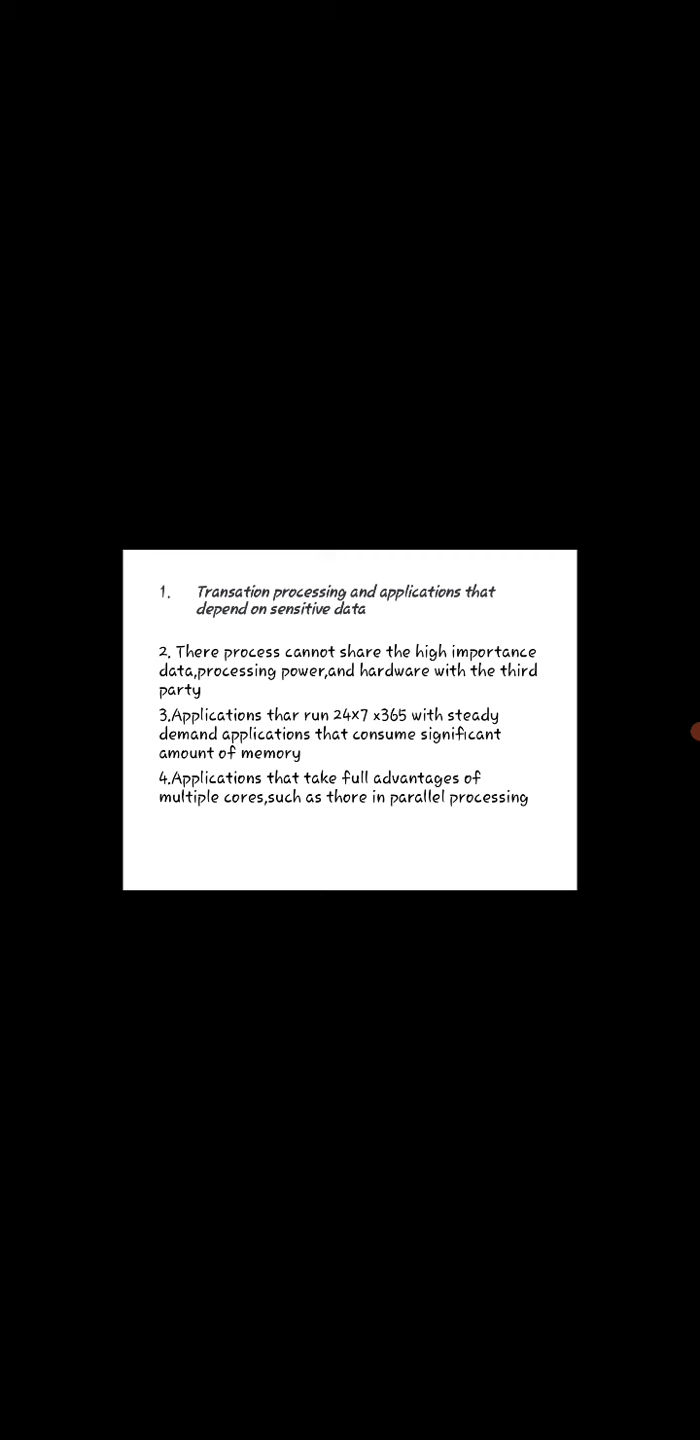 1. Transation processing and applications that
depend on sensitive data
2. There process cannot share the high importance
data,processing power,and hardware with the third
party
3.Applications thar run 24x7 x365 with steady
demand applications that consume significant
amount of memory
4.Applications that take full advantages of
multiple cores,such as thore in parallel processing